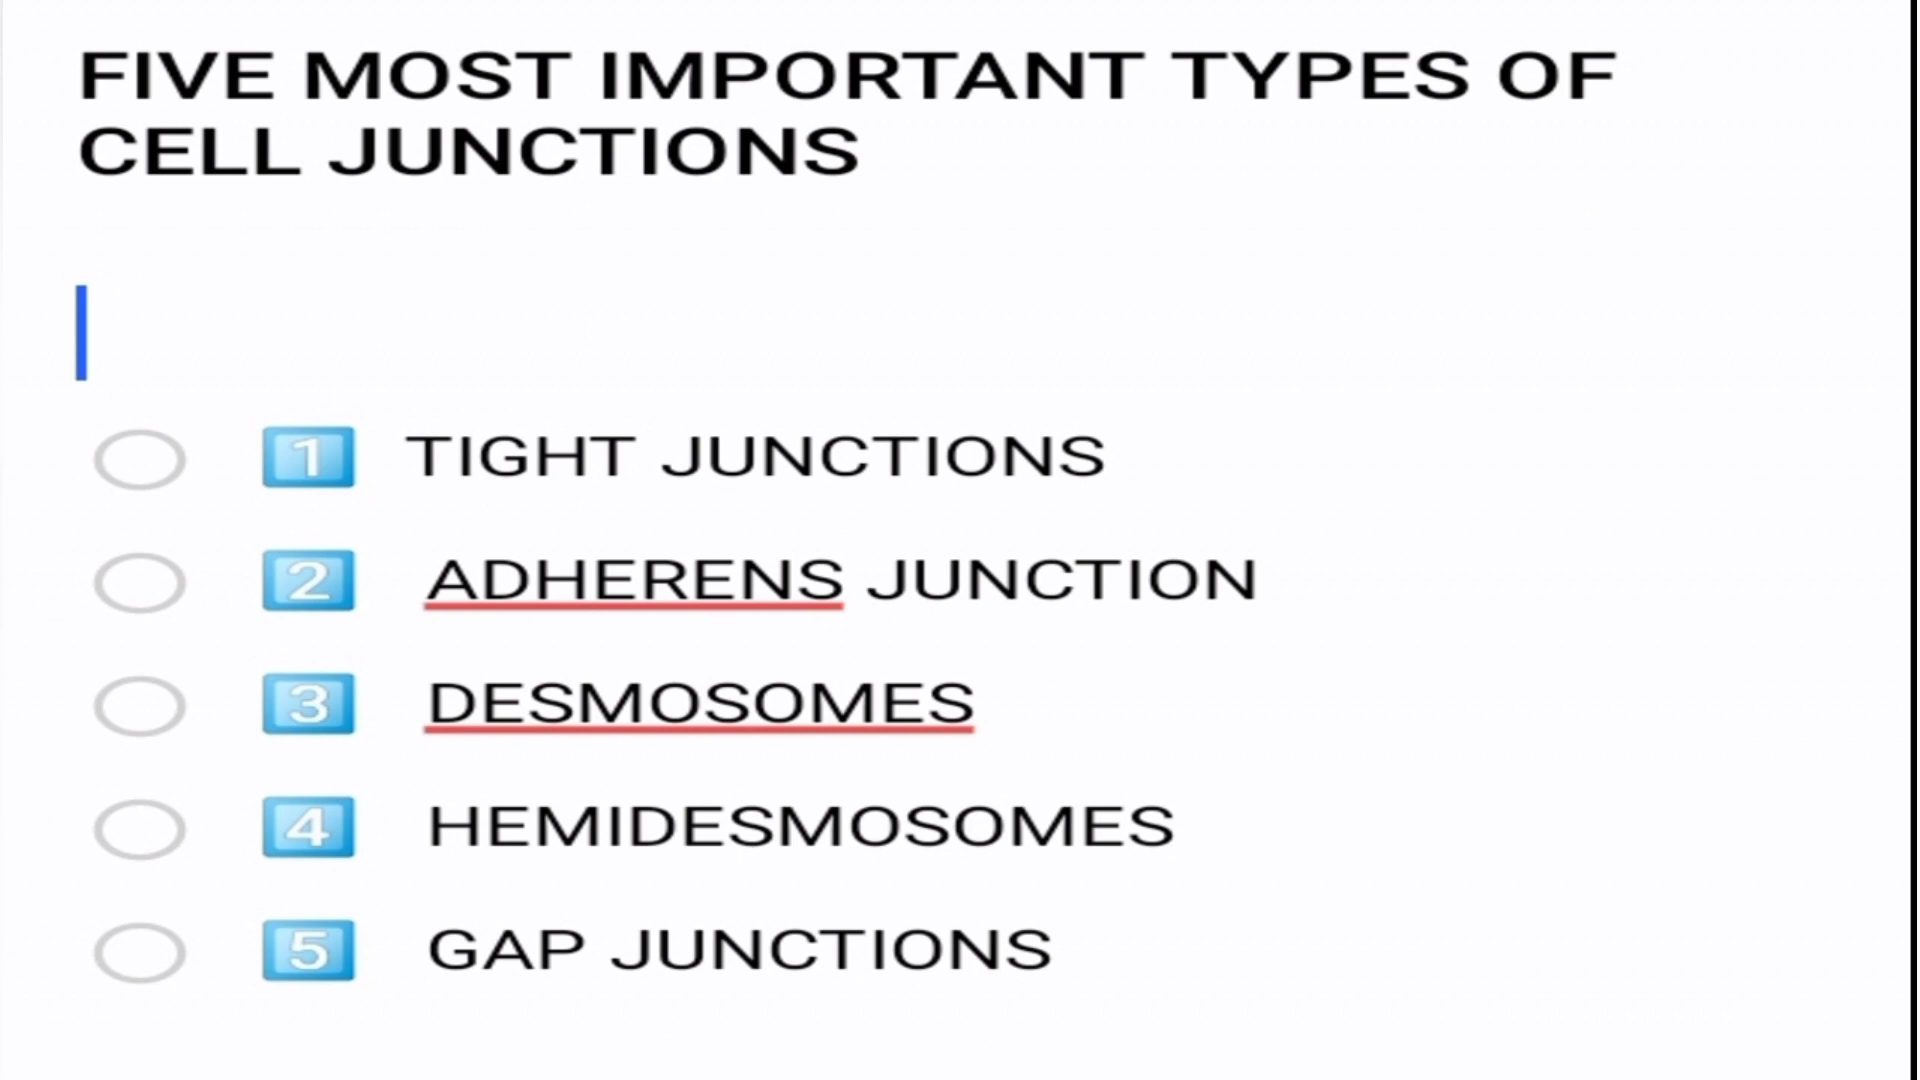 FIVE MOST IMPORTANT TYPES OF
CELL JUNCTIONS
1 TIGHT JUNCTIONS
2 ADHERENS JUNCTION
3 DESMOSOMES
4 HEMIDESMOSOMES
5 GAP JUNCTIONS